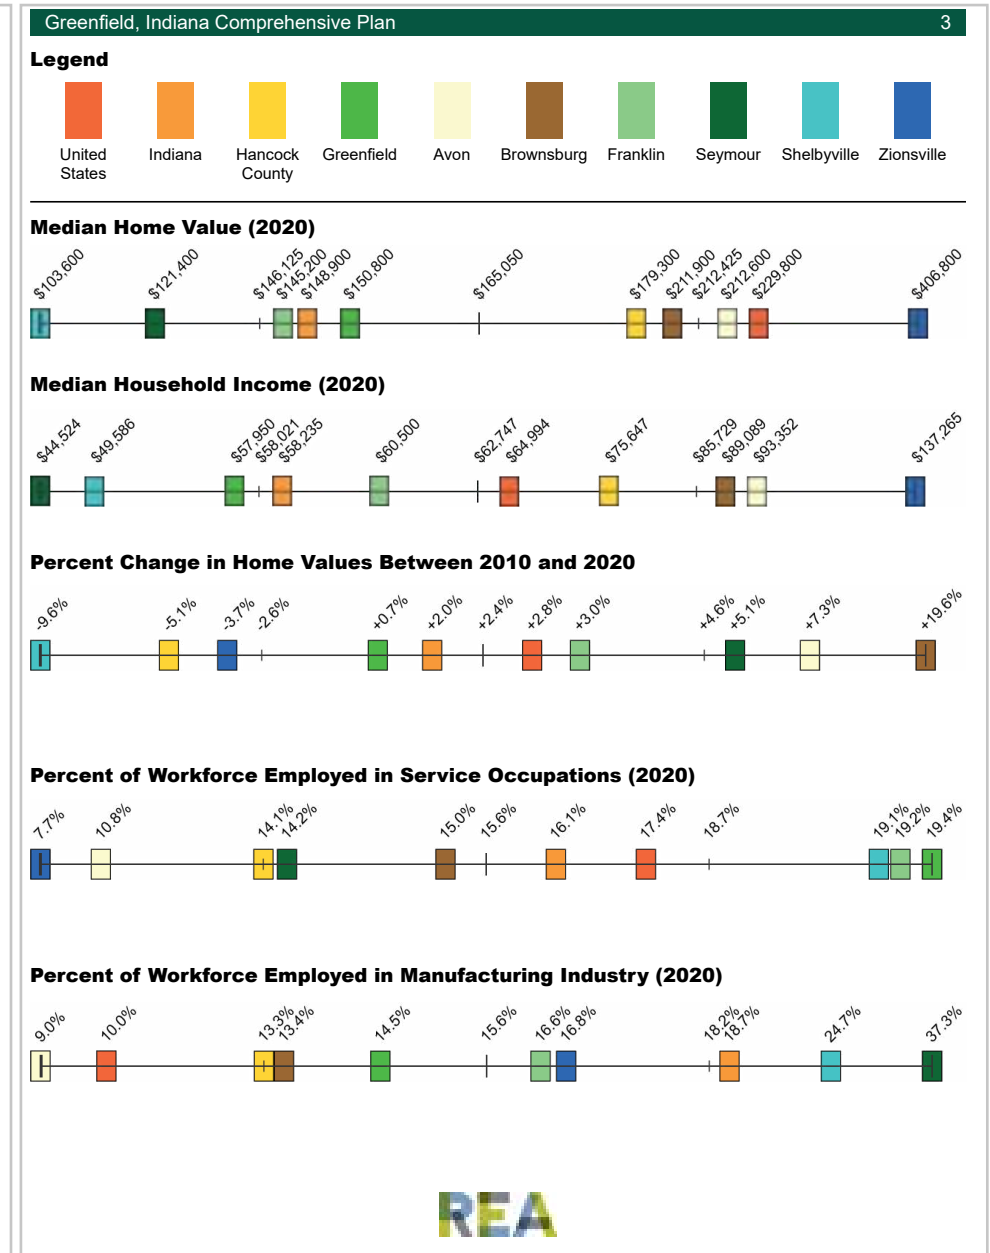 Greenfield, Indiana Comprehensive Plan 3
Legend
United States
Indiana
Hancock County
Greenfield
Avon
Brownsburg
Franklin
Seymour
Shelbyville
Zionsville
Median Home Value (2020)
$103,600 $121,400 $146,125 $145,200 $148,900 $150,800 $165,050 $179,300 $211,900 $212,425 $212,600 $229,800 $406,800
Median Household Income (2020)
$44,524 $49,586 $57,950 $58,021 $58,235 $60,500 $62,747 $64,994 $75,647 $85,729 $89,089 $93,352 $137,265
Percent Change in Home Values Between 2010 and 2020
-9.6% -5.1% -3.7% -2.6% +0.7% +2.0% +2.4% +2.8% +3.0% +4.6% +5.1% +7.3% +19.6%
Percent of Workforce Employed in Service Occupations (2020)
7.7% 10.8% 14.1% 14.2% 15.0% 15.6% 16.1% 17.4% 18.7% 19.1% 19.2% 19.4%
Percent of Workforce Employed in Manufacturing Industry (2020)
9.0% 10.0% 13.3% 13.4% 14.5% 15.6% 16.6% 16.8% 18.2% 18.7% 24.7% 37.3%
REA